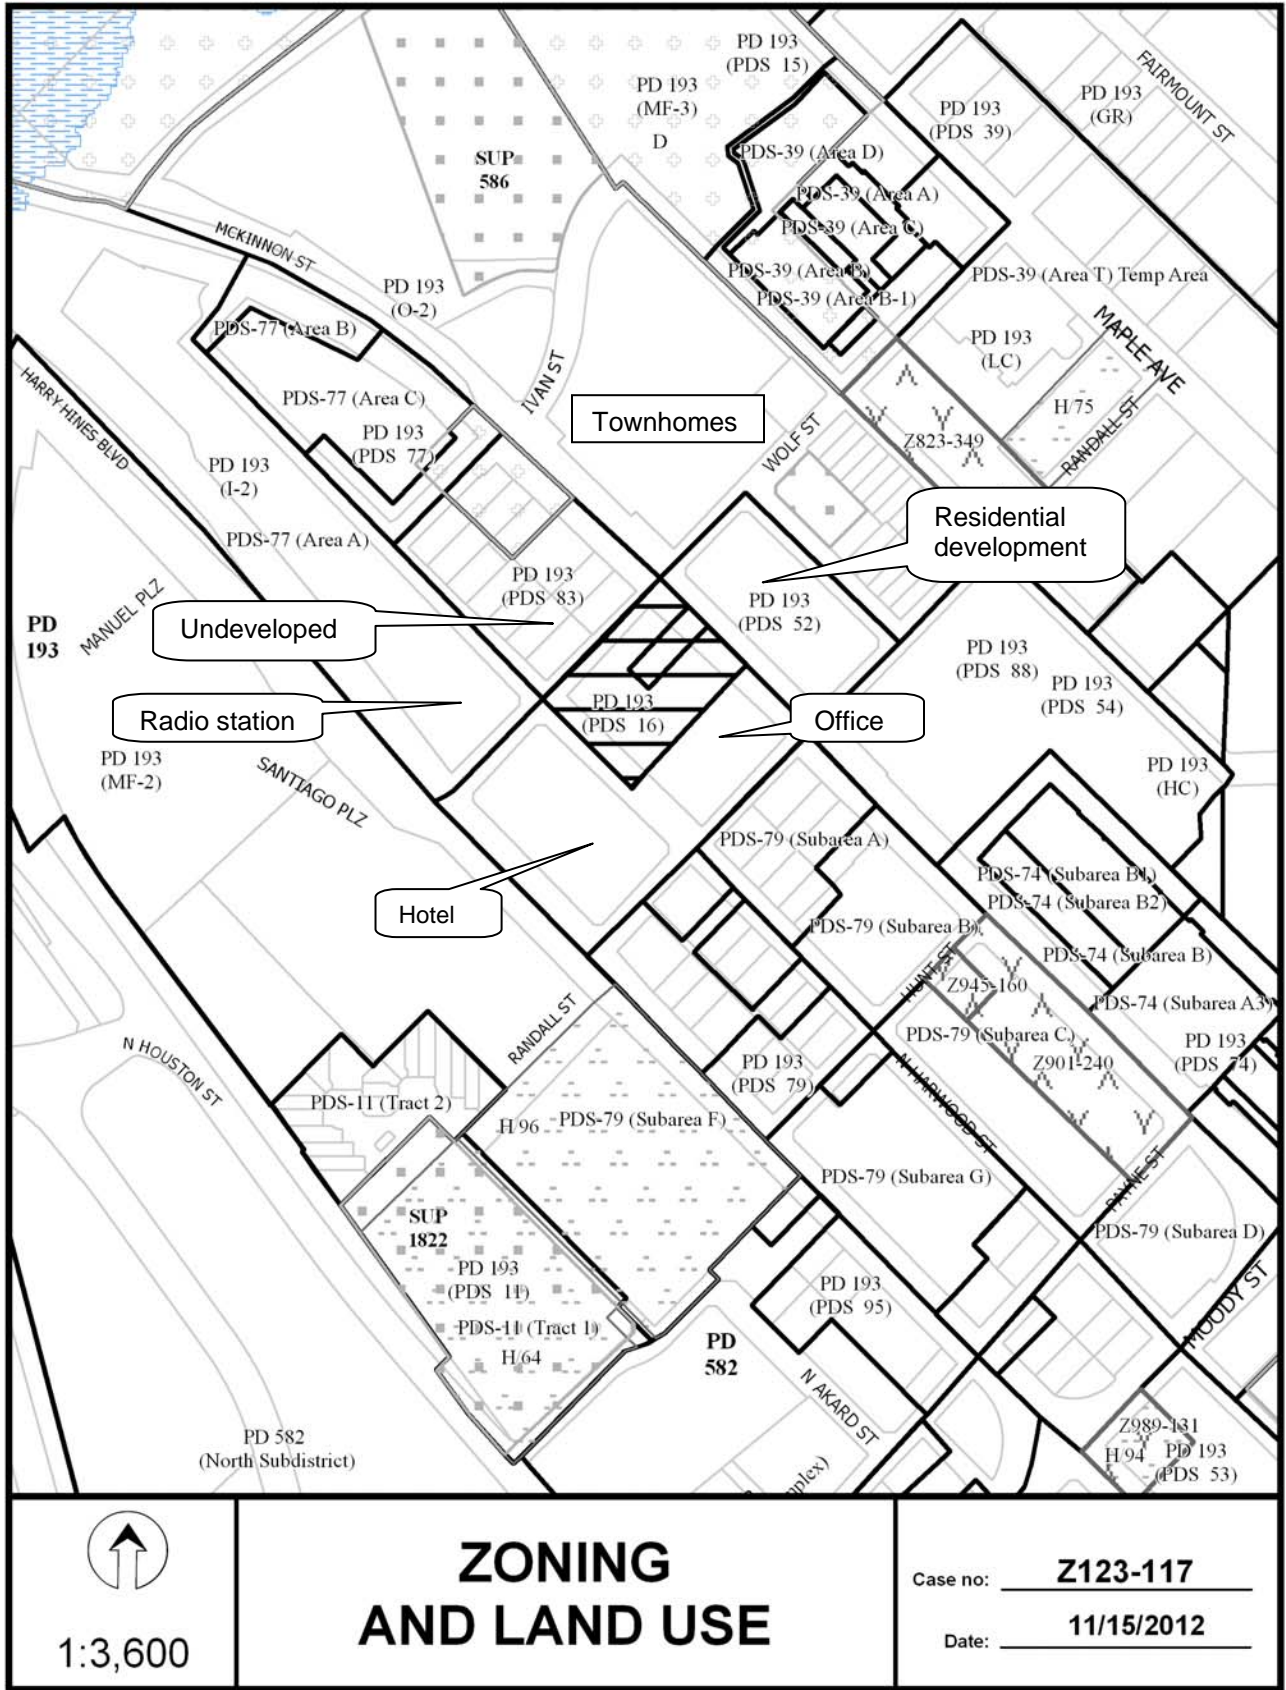 PD 193
(PDS 15)
FAIRMOUNT ST
PD 193
(MF-3)
D
PD 193
(PDS 39)
PD 193
(GR)
SUP
586
PDS-39 (Area D)
PDS-39 (Area A)
PDS-39 (Area C)
MCKINNON ST
PD 193
(O-2)
PDS-39 (Area B)
PDS-39 (Area B-1)
PDS-39 (Area T) Temp Area
MAPLE AVE
PDS-77 (Area B)
PD 193
(LC)
HARRY HINES BLVD
IVAN ST
PDS-77 (Area C)
Townhomes
H/75
RANDALL ST
PD 193
(PDS 77)
WOLF ST
Z823-349
PD 193
(I-2)
Residential
development
PDS-77 (Area A)
PD 193
(PDS 83)
PD 193
(PDS 52)
MANUEL PLZ
Undeveloped
PD
193
PD 193
(PDS 88)
PD 193
(PDS 54)
Radio station
PD 193
(PDS 16)
Office
PD 193
(MF-2)
SANTIAGO PLZ
PD 193
(HC)
PDS-79 (Subarea A)
PDS-74 (Subarea B1)
PDS-74 (Subarea B2)
Hotel
PDS-79 (Subarea B)
PDS-74 (Subarea B)
HUNT ST
Z945-160
PDS-74 (Subarea A3)
RANDALL ST
N HOUSTON ST
PDS-79 (Subarea C)
PD 193
(PDS 74)
Z901-240
PD 193
(PDS 79)
N HARWOOD ST
PDS-11 (Tract 2)
H/96
PDS-79 (Subarea F)
PDS-79 (Subarea G)
PAYNE ST
SUP
1822
PDS-79 (Subarea D)
PD 193
(PDS 11)
PD 193
(PDS 95)
MOODY ST
PDS-11 (Tract 1)
H/64
PD
582
N AKARD ST
PD 582
(North Subdistrict)
Z989-131
H/94
PD 193
(PDS 53)
1:3,600
ZONING
AND LAND USE
Case no: Z123-117
Date: 11/15/2012